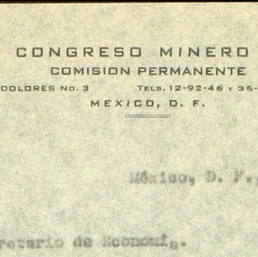 CONGRESO MINERO
COMISION PERMANENTE
DOLORES No. 3 TELS. 12-92-46 Y 35-
MEXICO, D. F.
México, D. F.,
retario de Economía.